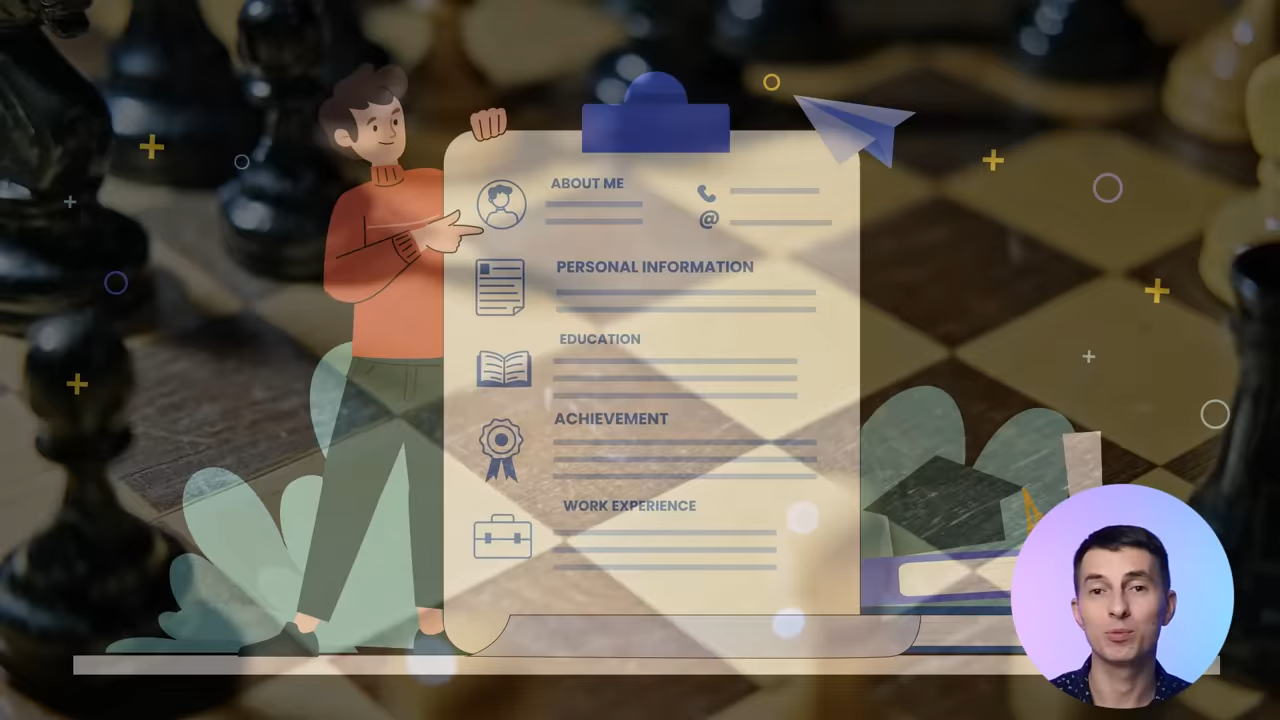 ABOUT ME
@
PERSONAL INFORMATION
EDUCATION
ACHIEVEMENT
WORK EXPERIENCE